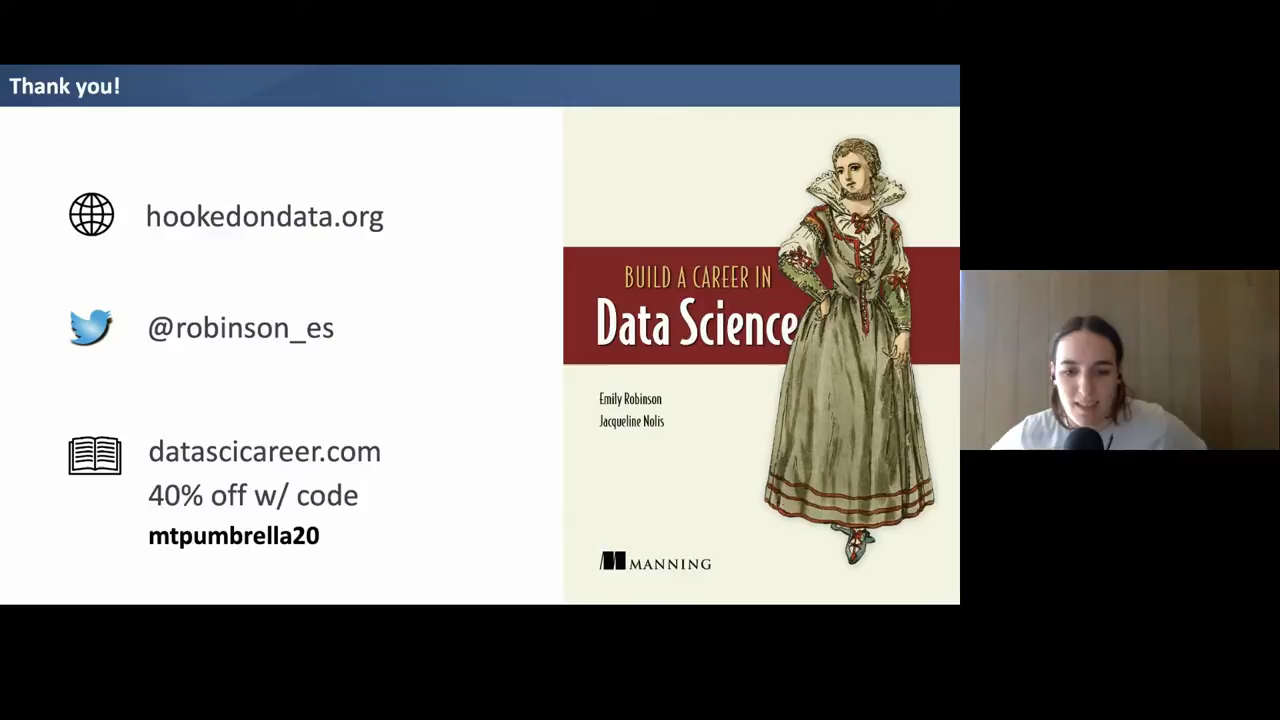 Thank you!
hookedondata.org
@robinson_es
datascicareer.com
40% off w/ code
mtpumbrella20
BUILD A CAREER IN
Data Science
Emily Robinson
Jacqueline Nolis
MANNING